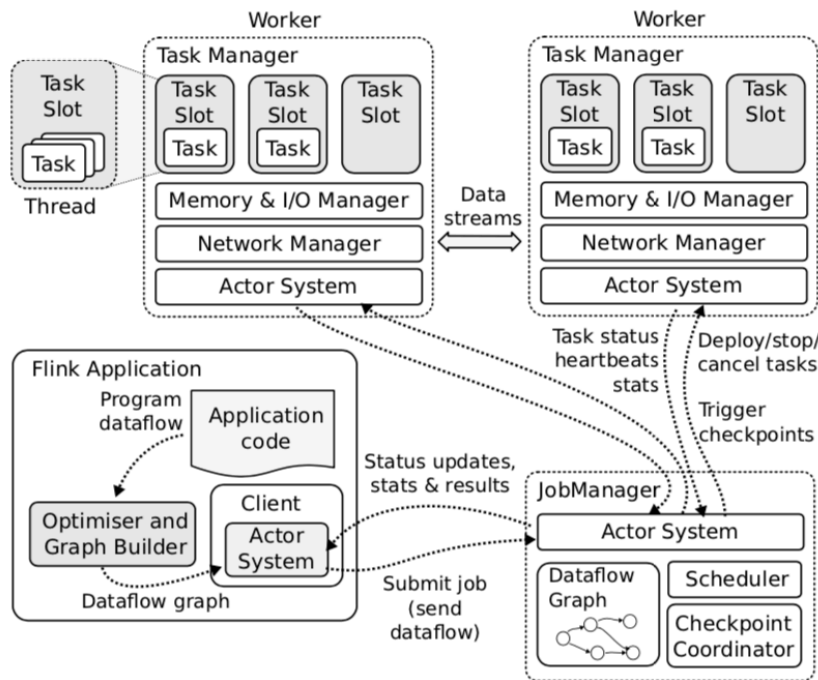 Worker
Task Manager
Task
Slot
Task
Thread
Task
Slot
Task
Task
Slot
Task
Task
Slot
Memory & I/O Manager
Network Manager
Actor System
Data
streams
Worker
Task Manager
Task
Slot
Task
Task
Slot
Task
Task
Slot
Memory & I/O Manager
Network Manager
Actor System
Task status
heartbeats
stats
Deploy/stop/
cancel tasks
Trigger
checkpoints
Flink Application
Program
dataflow
Application
code
Optimiser and
Graph Builder
Client
Actor
System
Dataflow graph
Status updates,
stats & results
Submit job
(send
dataflow)
JobManager
Actor System
Dataflow
Graph
Scheduler
Checkpoint
Coordinator